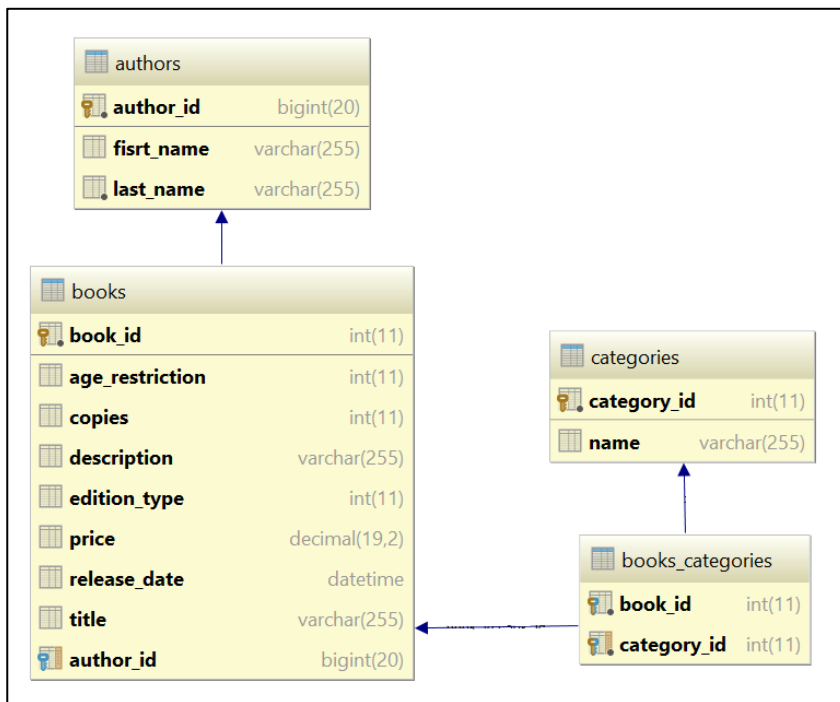 authors
author_id bigint(20)
fisrt_name varchar(255)
last_name varchar(255)
books
book_id int(11)
age_restriction int(11)
copies int(11)
description varchar(255)
edition_type int(11)
price decimal(19,2)
release_date datetime
title varchar(255)
author_id bigint(20)
categories
category_id int(11)
name varchar(255)
books_categories
book_id int(11)
category_id int(11)